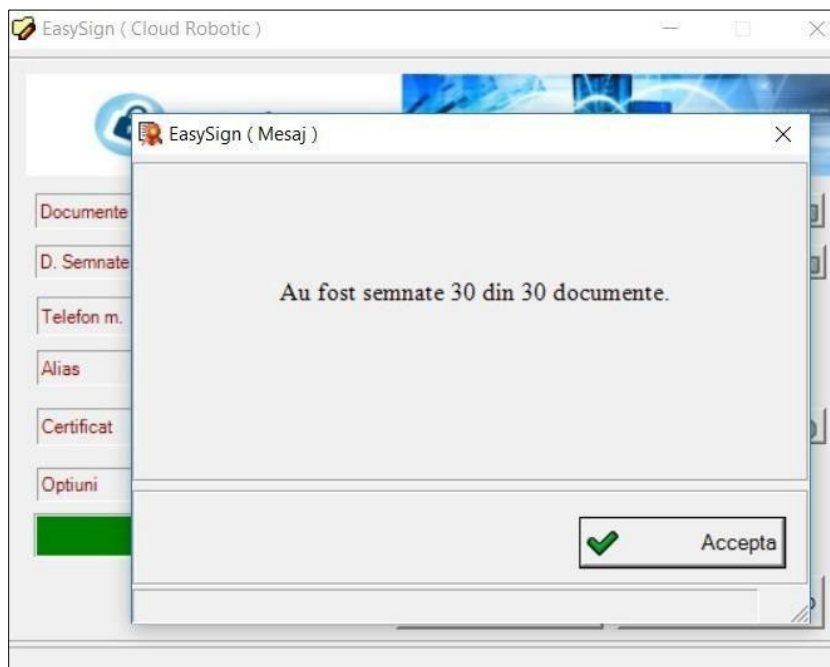 EasySign ( Cloud Robotic )
EasySign ( Mesaj )
Documente
D. Semnate
Au fost semnate 30 din 30 documente.
Telefon m.
Alias
Certificat
Optiuni
Accepta